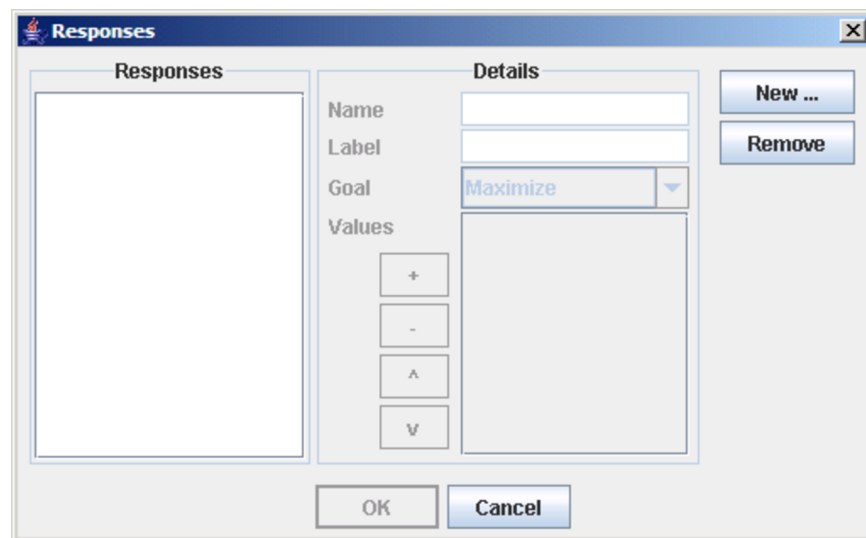 Responses
Responses
Details
New ...
Remove
Name
Label
Goal
Maximize
Values
+
-
^
v
OK
Cancel